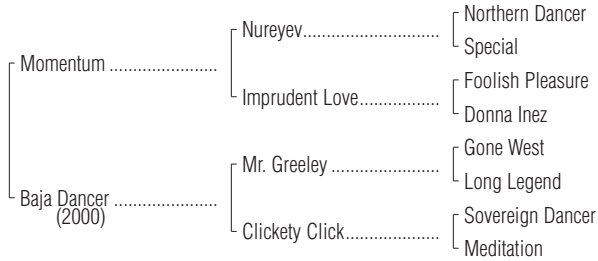 Northern Dancer
Nureyev
Special
Momentum
Foolish Pleasure
Imprudent Love
Donna Inez
Gone West
Mr. Greeley
Long Legend
Baja Dancer
(2000)
Sovereign Dancer
Clickety Click
Meditation